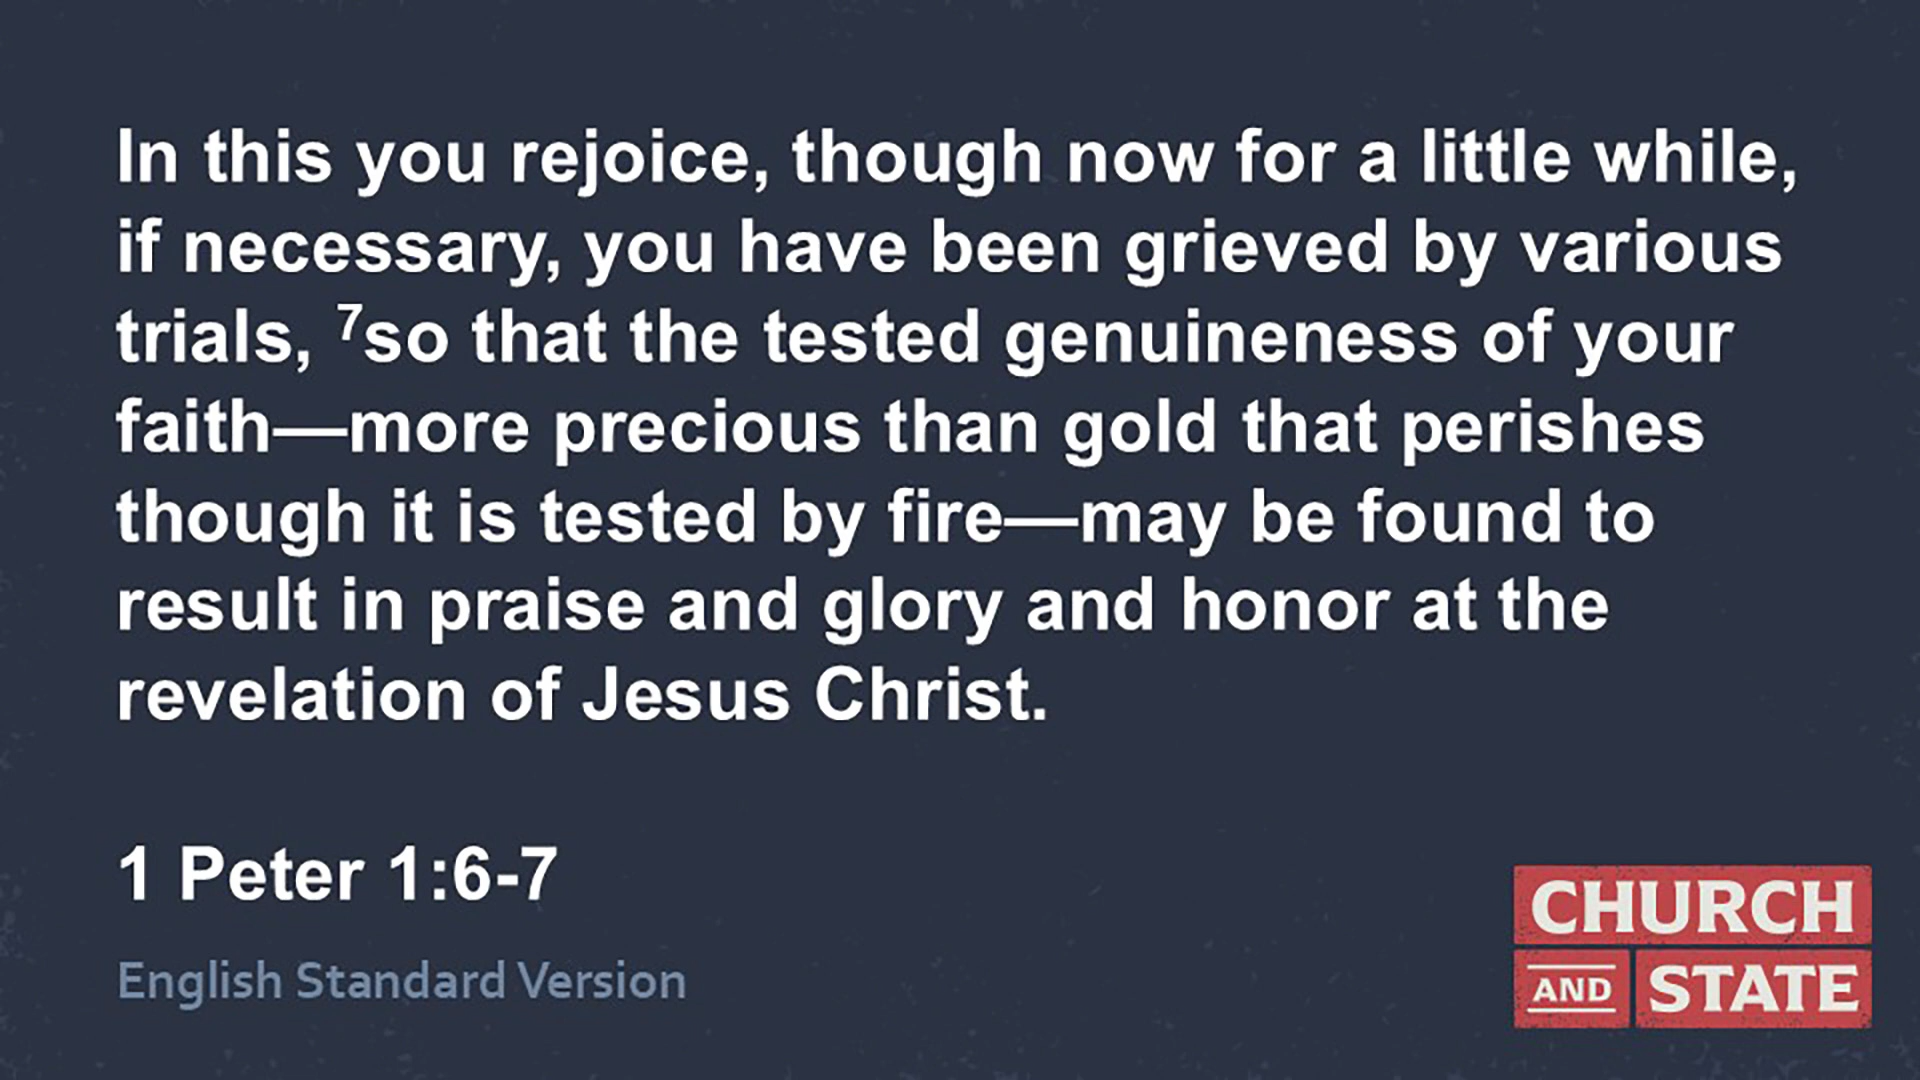 In this you rejoice, though now for a little while,
if necessary, you have been grieved by various
trials, ⁷so that the tested genuineness of your
faith—more precious than gold that perishes
though it is tested by fire—may be found to
result in praise and glory and honor at the
revelation of Jesus Christ.
1 Peter 1:6-7
English Standard Version
CHURCH
AND STATE